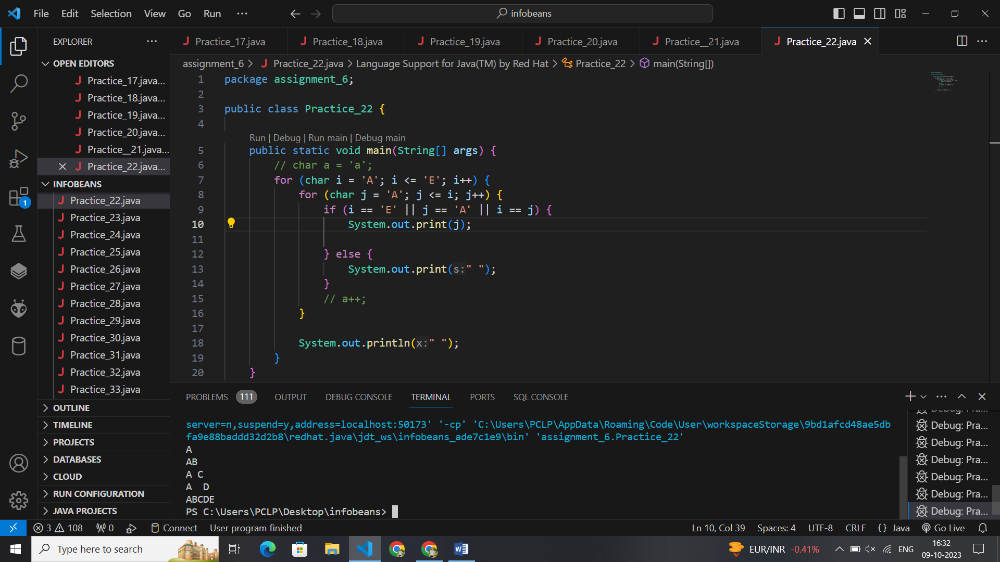 File Edit Selection View Go Run ···
infobeans
EXPLORER
Practice_17.java Practice_18.java Practice_19.java Practice_20.java Practice__21.java Practice_22.java
OPEN EDITORS
Practice_17.java...
Practice_18.java...
Practice_19.java...
Practice_20.java...
Practice__21.java...
Practice_22.java...
INFOBEANS
Practice_22.java
Practice_23.java
Practice_24.java
Practice_25.java
Practice_26.java
Practice_27.java
Practice_28.java
Practice_29.java
Practice_30.java
Practice_31.java
Practice_32.java
Practice_33.java
OUTLINE
TIMELINE
PROJECTS
DATABASES
CLOUD
RUN CONFIGURATION
JAVA PROJECTS
1
assignment_6 > Practice_22.java > Language Support for Java(TM) by Red Hat > Practice_22 > main(String[])
1 package assignment_6;
2
3 public class Practice_22 {
4
Run | Debug | Run main | Debug main
5 public static void main(String[] args) {
6 // char a = 'a';
7 for (char i = 'A'; i <= 'E'; i++) {
8 for (char j = 'A'; j <= i; j++) {
9 if (i == 'E' || j == 'A' || i == j) {
10 System.out.print(j);
11
12 } else {
13 System.out.print(s:" ");
14 }
15 // a++;
16 }
17
18 System.out.println(x:" ");
19 }
20 }
PROBLEMS 111 OUTPUT DEBUG CONSOLE TERMINAL PORTS SQL CONSOLE
server=n,suspend=y,address=localhost:50173' '-cp' 'C:\Users\PCLP\AppData\Roaming\Code\User\workspaceStorage\9bd1afcd48ae5db
fa9e88baddd32d2b8\redhat.java\jdt_ws\infobeans_ade7c1e9\bin' 'assignment_6.Practice_22'
A
AB
A C
A  D
ABCDE
PS C:\Users\PCLP\Desktop\infobeans>
Debug: Pra...
Debug: Pra...
Debug: Pra...
Debug: Pra...
Debug: Pra...
Debug: Pra...
3 108 0 Connect User program finished Ln 10, Col 39 Spaces: 4 UTF-8 CRLF {} Java Go Live
Type here to search
EUR/INR -0.41% ENG
16:32
09-10-2023